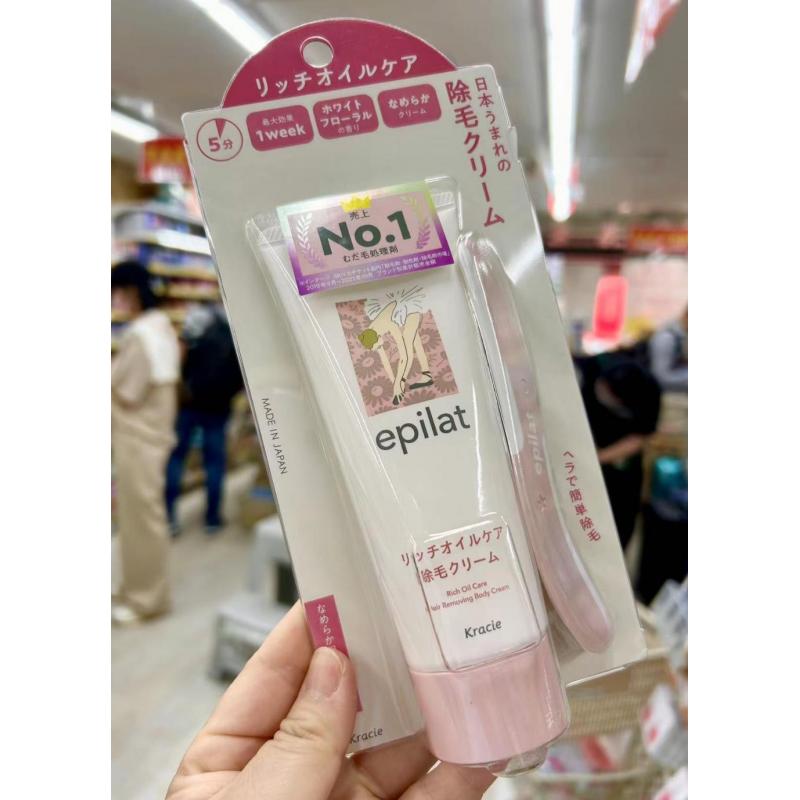 リッチオイルケア
5分
最大効果
1week
ホワイト
フローラル
の香り
なめらか
クリーム
日本うまれの
除毛クリーム
売上
No.1
むだ毛処理剤
epilat
MADE IN JAPAN
epilat
ヘラで簡単除毛
リッチオイルケア
除毛クリーム
Rich Oil Care
Hair Removing Body Cream
Kracie
なめらか
Kracie